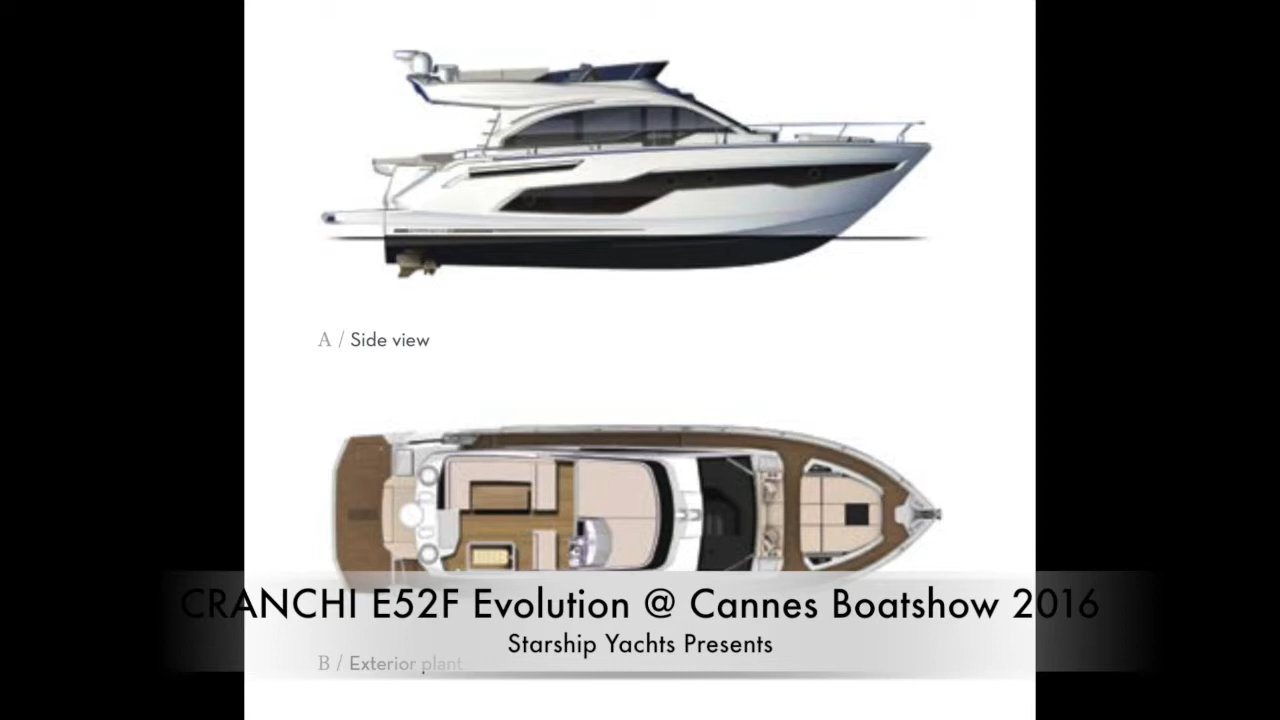 A / Side view
CRANCHI E52F Evolution @ Cannes Boatshow 2016
Starship Yachts Presents
B / Exterior plant